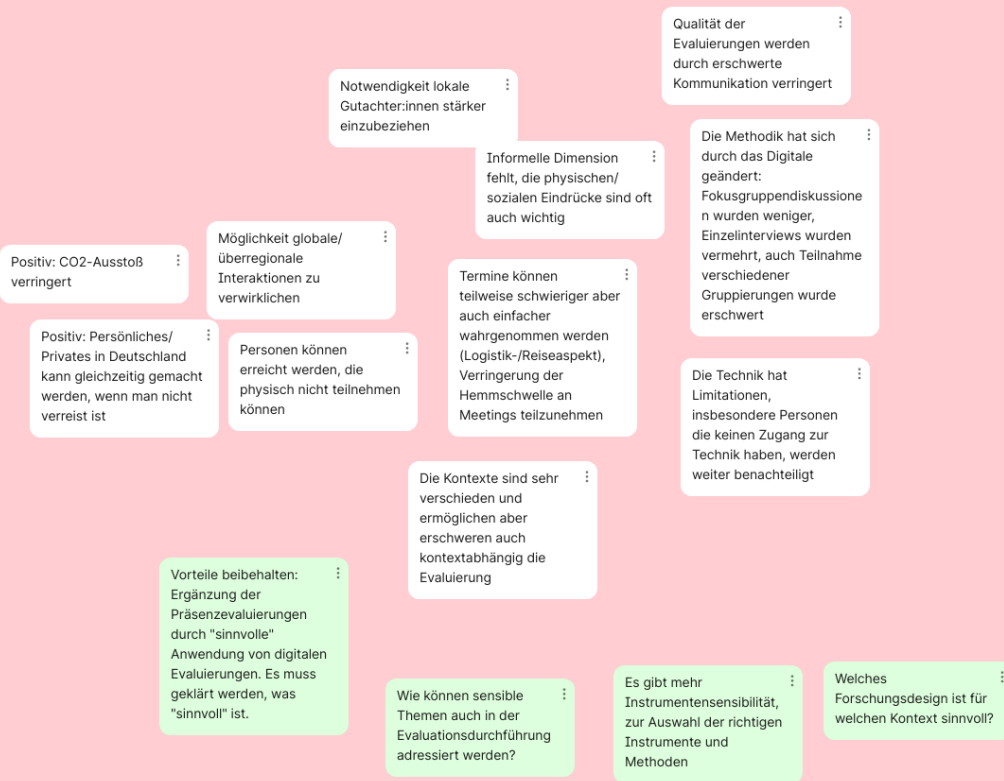 Qualität der
Evaluierungen werden
durch erschwerte
Kommunikation verringert
Notwendigkeit lokale
Gutachter:innen stärker
einzubeziehen
Die Methodik hat sich
durch das Digitale
geändert:
Fokusgruppendiskussione
n wurden weniger,
Einzelinterviews wurden
vermehrt, auch Teilnahme
verschiedener
Gruppierungen wurde
erschwert
Informelle Dimension
fehlt, die physischen/
sozialen Eindrücke sind oft
auch wichtig
Möglichkeit globale/
überregionale
Interaktionen zu
verwirklichen
Positiv: CO2-Ausstoß
verringert
Termine können
teilweise schwieriger aber
auch einfacher
wahrgenommen werden
(Logistik-/Reiseaspekt),
Verringerung der
Hemmschwelle an
Meetings teilzunehmen
Positiv: Persönliches/
Privates in Deutschland
kann gleichzeitig gemacht
werden, wenn man nicht
verreist ist
Personen können
erreicht werden, die
physisch nicht teilnehmen
können
Die Technik hat
Limitationen,
insbesondere Personen
die keinen Zugang zur
Technik haben, werden
weiter benachteiligt
Die Kontexte sind sehr
verschieden und
ermöglichen aber
erschweren auch
kontextabhängig die
Evaluierung
Vorteile beibehalten:
Ergänzung der
Präsenzevaluierungen
durch "sinnvolle"
Anwendung von digitalen
Evaluierungen. Es muss
geklärt werden, was
"sinnvoll" ist.
Wie können sensible
Themen auch in der
Evaluationsdurchführung
adressiert werden?
Es gibt mehr
Instrumentensensibilität,
zur Auswahl der richtigen
Instrumente und
Methoden
Welches
Forschungsdesign ist für
welchen Kontext sinnvoll?